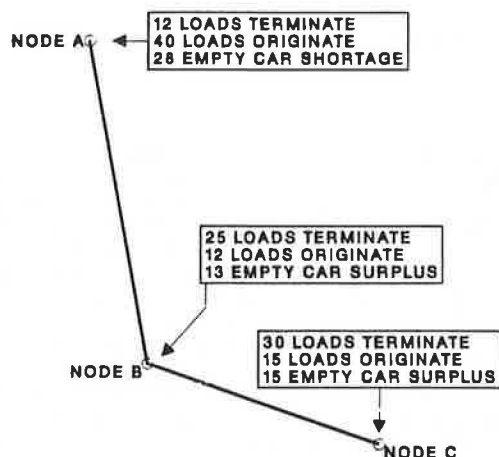 12 LOADS TERMINATE
NODE A
40 LOADS ORIGINATE
28 EMPTY CAR SHORTAGE
25 LOADS TERMINATE
12 LOADS ORIGINATE
13 EMPTY CAR SURPLUS
30 LOADS TERMINATE
15 LOADS ORIGINATE
15 EMPTY CAR SURPLUS
NODE B
NODE C